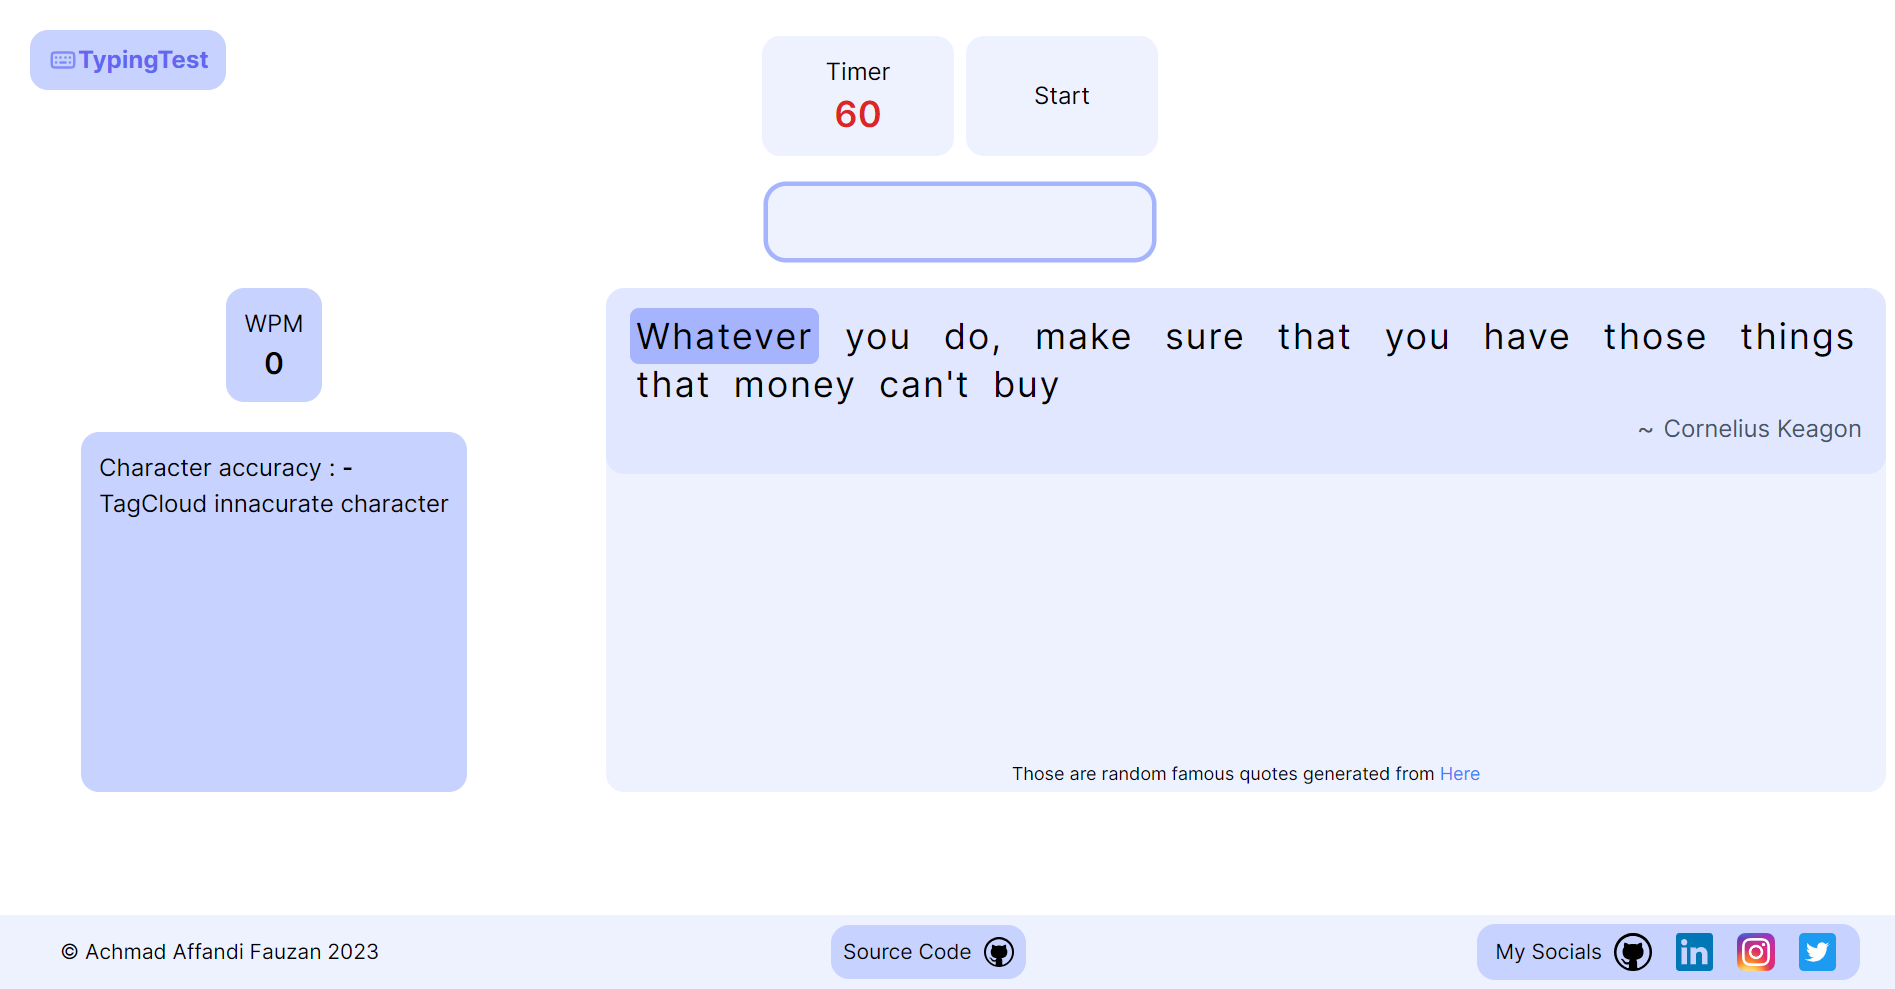 TypingTest
Timer
60
Start
WPM
0
Character accuracy : -
TagCloud innacurate character
Whatever you do, make sure that you have those things
that money can't buy
~ Cornelius Keagon
Those are random famous quotes generated from Here
© Achmad Affandi Fauzan 2023
Source Code
My Socials
in